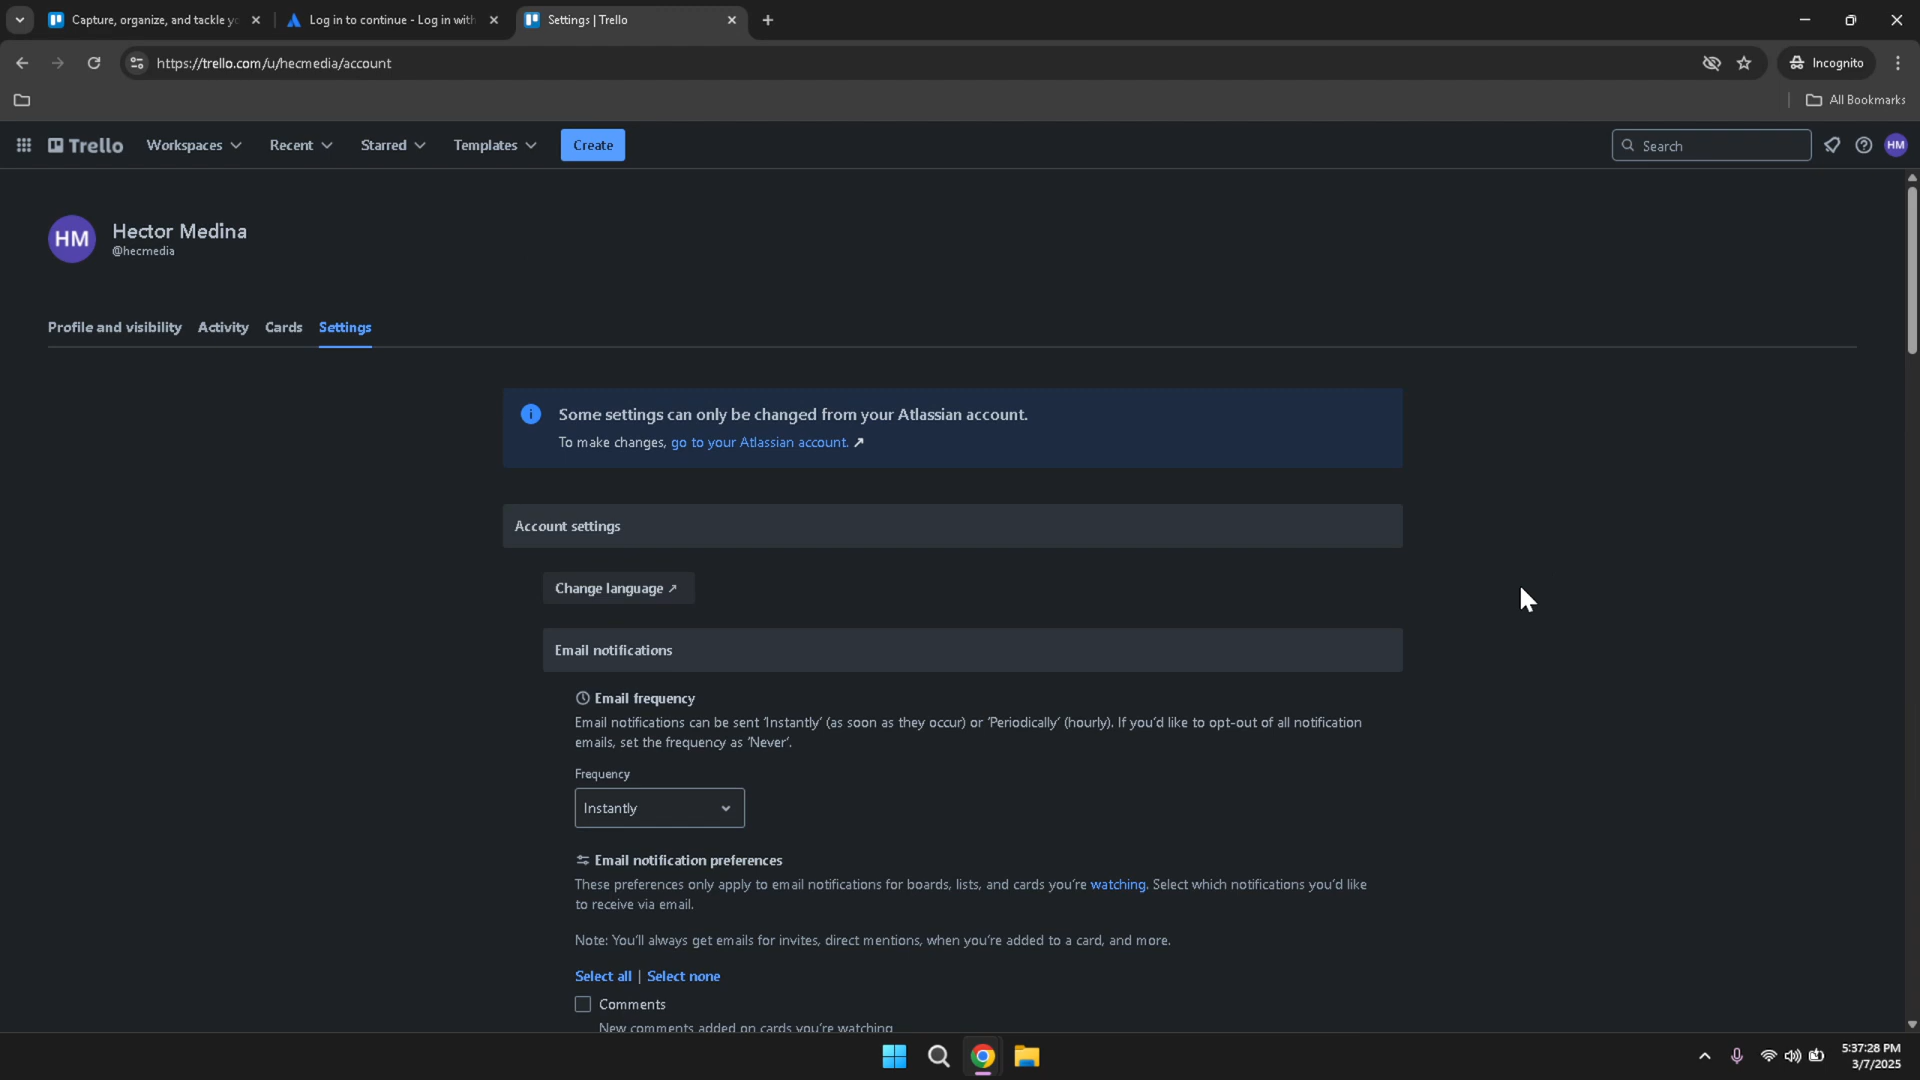 Capture, organize, and tackle yo
Log in to continue - Log in with
Settings | Trello
https://trello.com/u/hecmedia/account
Incognito
All Bookmarks
Trello
Workspaces
Recent
Starred
Templates
Create
Search
HM
HM
Hector Medina
@hecmedia
Profile and visibility
Activity
Cards
Settings
Some settings can only be changed from your Atlassian account.
To make changes, go to your Atlassian account. ↗
Account settings
Change language ↗
Email notifications
Email frequency
Email notifications can be sent ‘Instantly’ (as soon as they occur) or ‘Periodically’ (hourly). If you’d like to opt-out of all notification
emails, set the frequency as ‘Never’.
Frequency
Instantly
Email notification preferences
These preferences only apply to email notifications for boards, lists, and cards you’re watching. Select which notifications you’d like
to receive via email.
Note: You’ll always get emails for invites, direct mentions, when you’re added to a card, and more.
Select all | Select none
Comments
New comments added on cards you’re watching
5:37:28 PM
3/7/2025